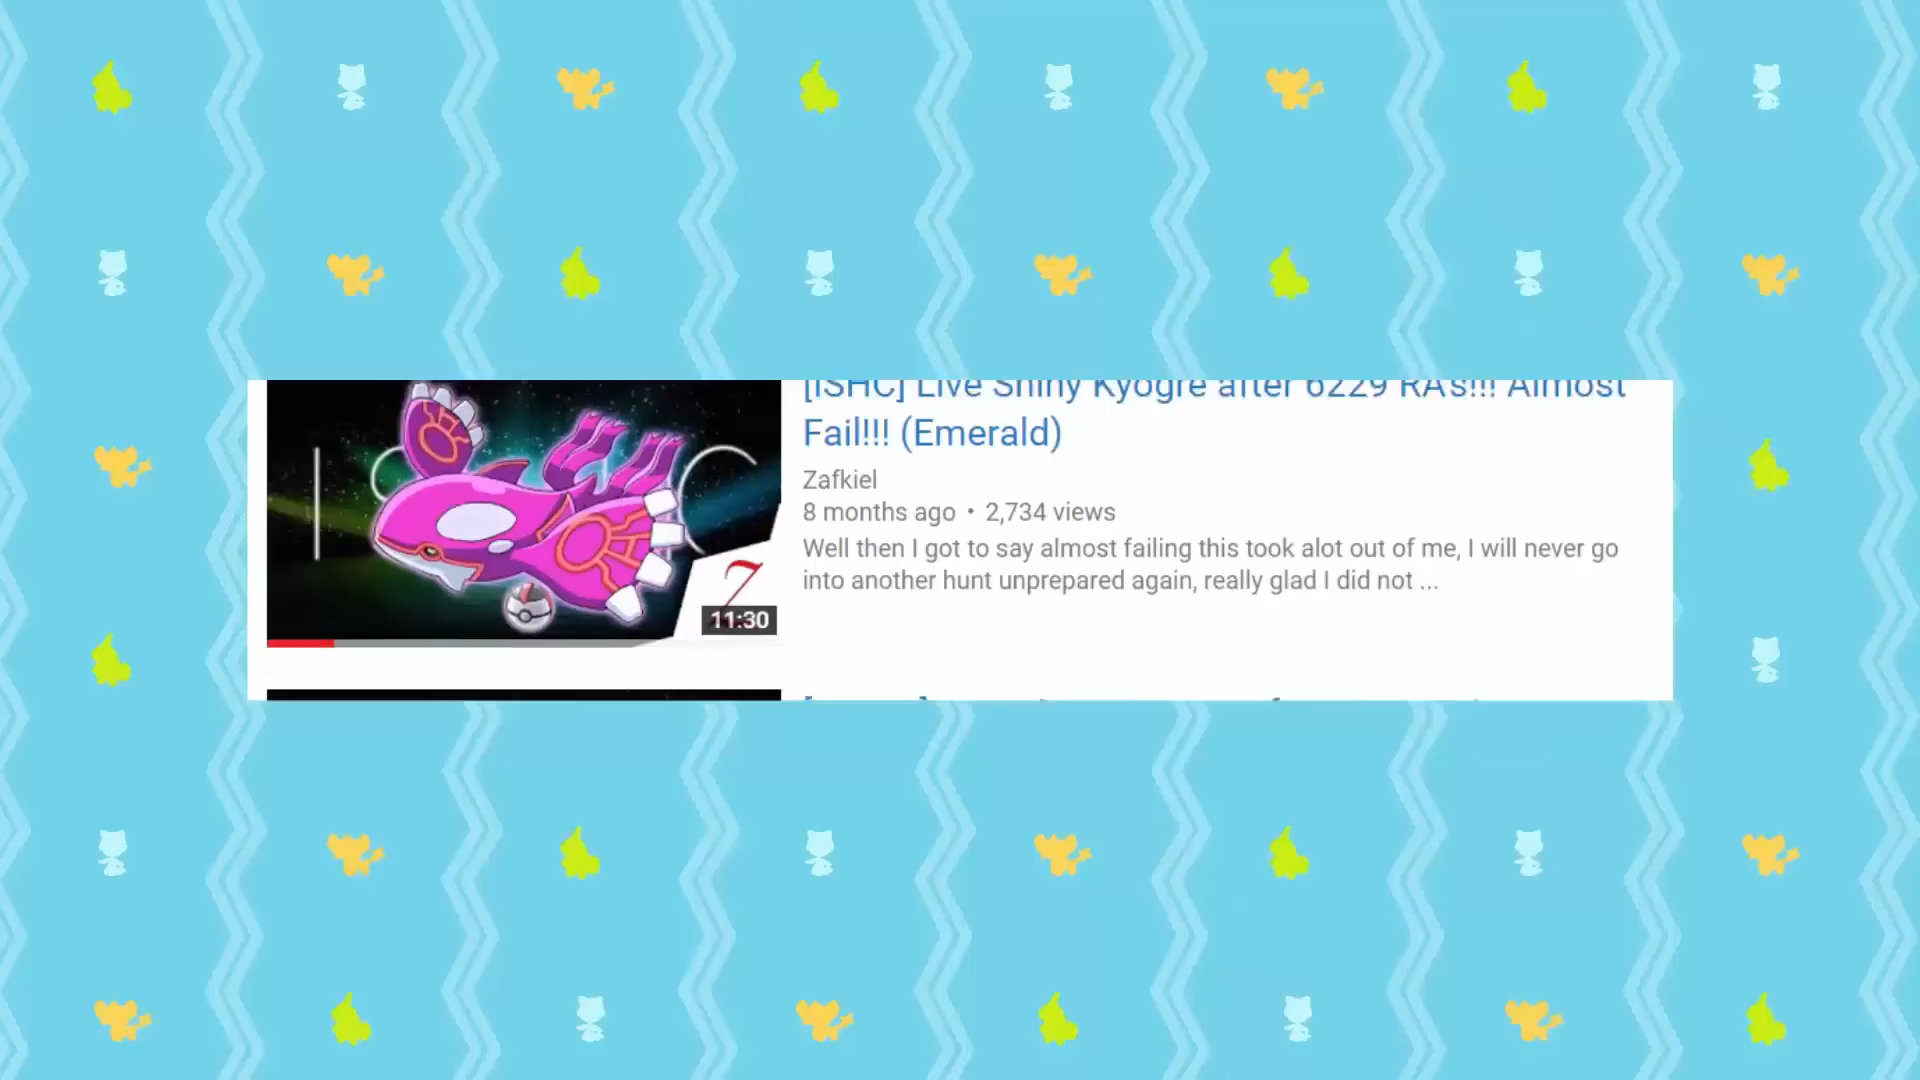 [ISHC] Live Shiny Kyogre after 6229 RA's!!! Almost
Fail!!! (Emerald)
Zafkiel
8 months ago • 2,734 views
Well then I got to say almost failing this took alot out of me, I will never go
into another hunt unprepared again, really glad I did not ...
Z
11:30